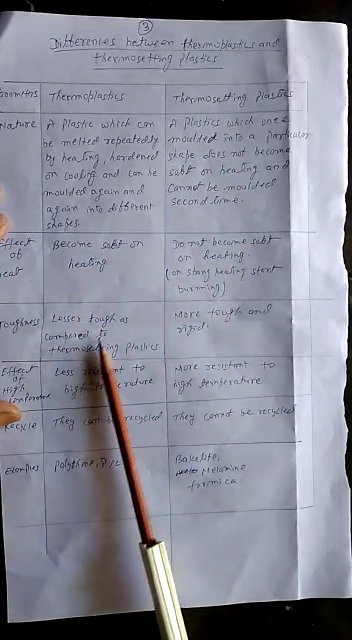 3
Differences between thermoplastics and
thermosetting plastics
Thermoplastics
Thermosetting Plastics
Nature
A Plastic which can
be melted repeatedly
by heating, hardened
on cooling and can be
moulded again and
again into different
shapes.
A Plastics which once
moulded into a particular
shape does not become
soft on heating and
Cannot be moulded
second time.
Effect
of
heat
Become soft on
heating.
Do not become soft
on heating.
(on strong heating start
burning)
Toughness
Lesser tough as
compared to
thermosetting plastics
More tough and
rigid.
Effect
of
High
Less resistant to
high temperature
More resistant to
high temperature
Recycle
They can be recycled
They cannot be recycled
Examples
Polythene, PVC
Bakelite,
Melamine
formica